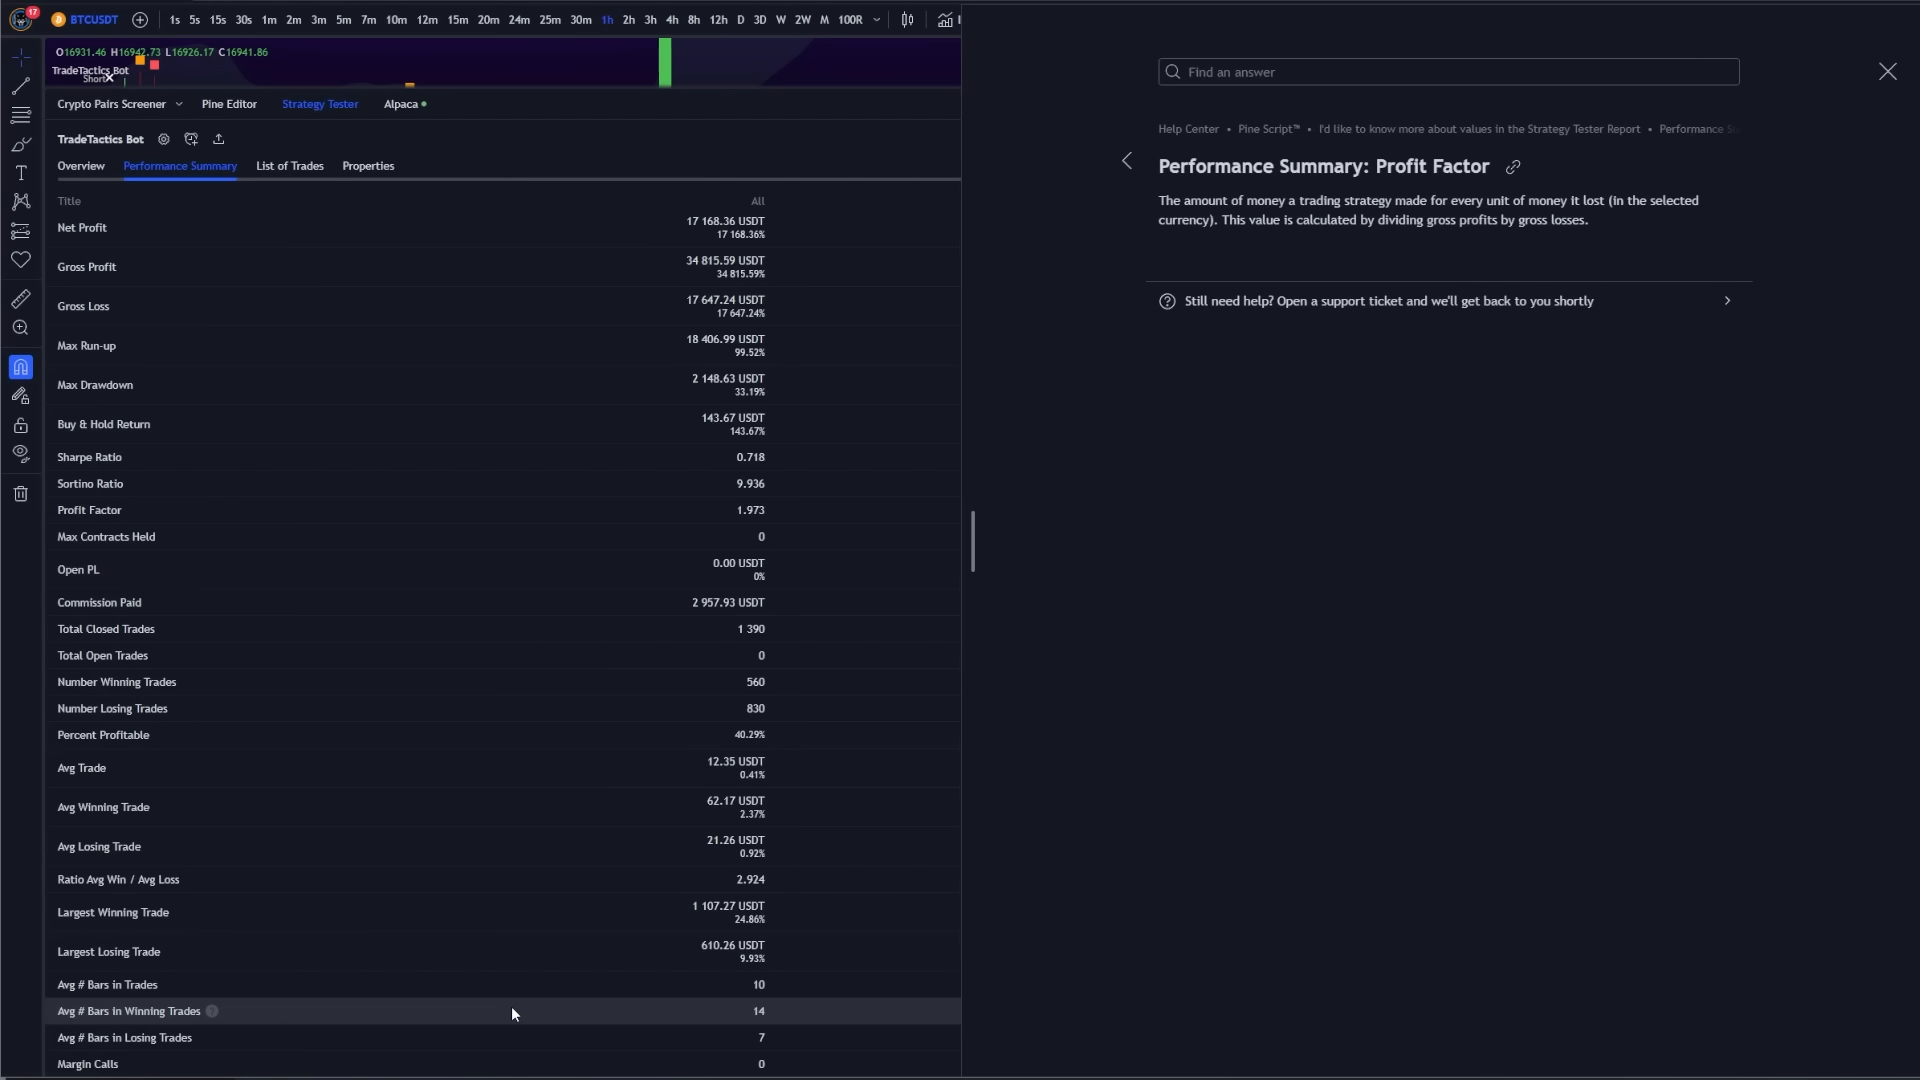 17
BTCUSDT 1s 5s 15s 30s 1m 2m 3m 5m 7m 10m 12m 15m 20m 24m 25m 30m 1h 2h 3h 4h 8h 12h D 3D W 2W M 100R
O16931.46 H16942.73 L16926.17 C16941.86
TradeTactics Bot
Short
Crypto Pairs Screener Pine Editor Strategy Tester Alpaca
TradeTactics Bot
Overview Performance Summary List of Trades Properties
Title All
Net Profit 17 168.36 USDT
17 168.36%
Gross Profit 34 815.59 USDT
34 815.59%
Gross Loss 17 647.24 USDT
17 647.24%
Max Run-up 18 406.99 USDT
99.52%
Max Drawdown 2 148.63 USDT
33.19%
Buy & Hold Return 143.67 USDT
143.67%
Sharpe Ratio 0.718
Sortino Ratio 9.936
Profit Factor 1.973
Max Contracts Held 0
Open PL 0.00 USDT
0%
Commission Paid 2 957.93 USDT
Total Closed Trades 1 390
Total Open Trades 0
Number Winning Trades 560
Number Losing Trades 830
Percent Profitable 40.29%
Avg Trade 12.35 USDT
0.41%
Avg Winning Trade 62.17 USDT
2.37%
Avg Losing Trade 21.26 USDT
0.92%
Ratio Avg Win / Avg Loss 2.924
Largest Winning Trade 1 107.27 USDT
24.86%
Largest Losing Trade 610.26 USDT
9.93%
Avg # Bars in Trades 10
Avg # Bars in Winning Trades ? 14
Avg # Bars in Losing Trades 7
Margin Calls 0
Find an answer
Help Center • Pine Script™ • I'd like to know more about values in the Strategy Tester Report • Performance
Performance Summary: Profit Factor
The amount of money a trading strategy made for every unit of money it lost (in the selected
currency). This value is calculated by dividing gross profits by gross losses.
Still need help? Open a support ticket and we'll get back to you shortly